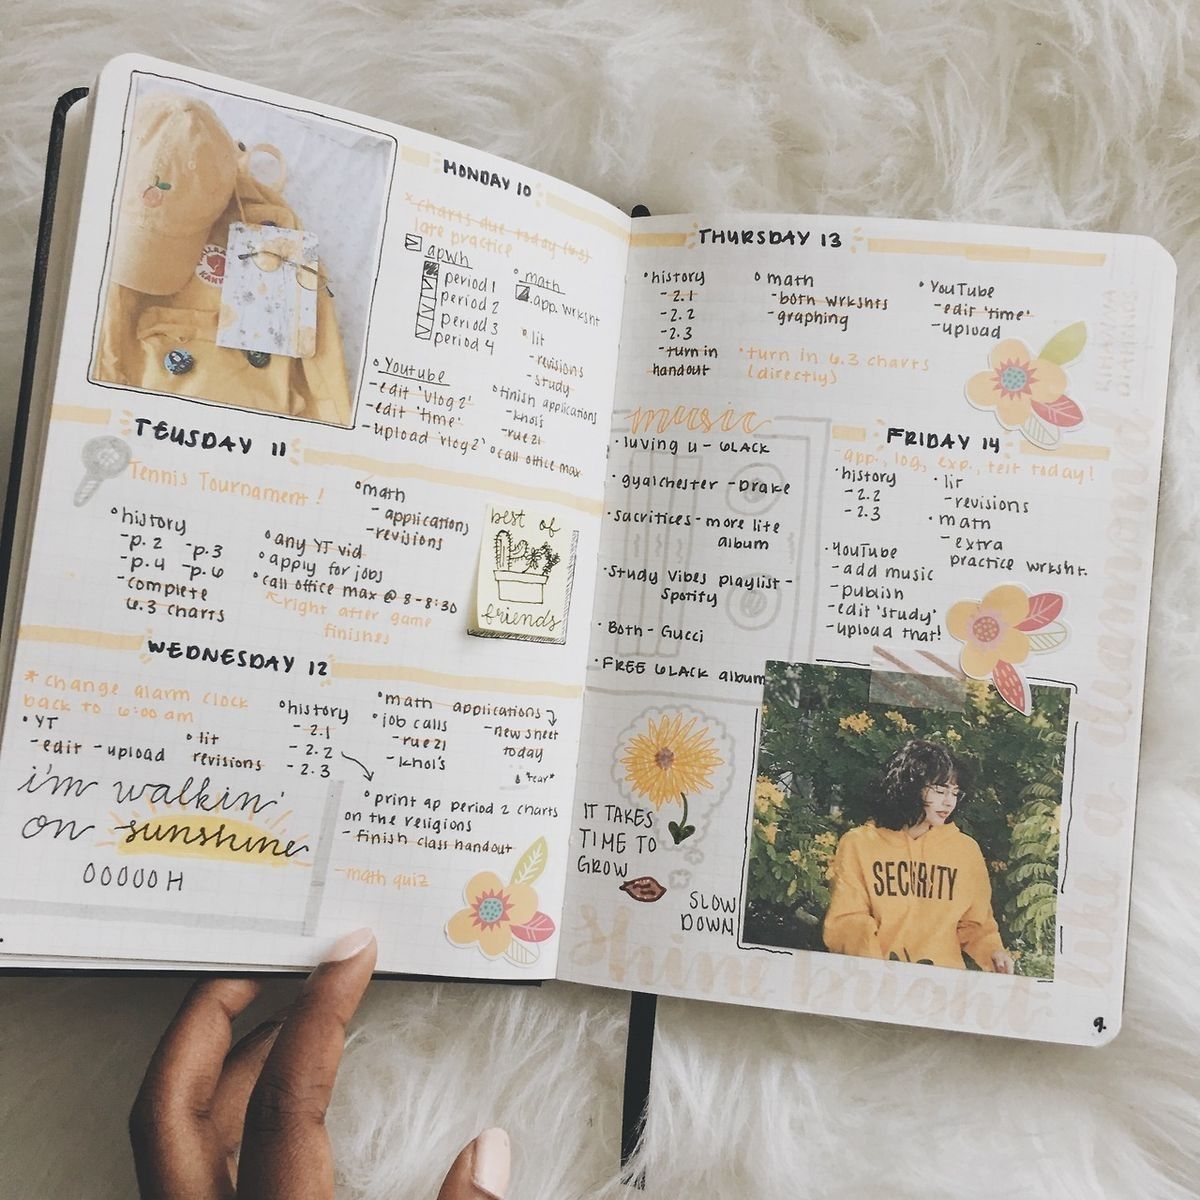 MONDAY 10
* charts due today (6.3)
late practice
apwh
period 1
period 2
period 3
period 4
math
app. wrksht
lit
- revisions
- study
Youtube
- edit 'vlog 2'
- edit 'time'
- upload 'vlog 2'
finish applications
- khol's
- rue21
call office max
KANK
TEUSDAY 11
Tennis Tournament!
history
- p. 2 - p. 3
- p. 4 - p. 6
- complete
6.3 charts
math
- applications
- revisions
any YT vid
apply for jobs
call office max @ 8-8:30
right after game
finishes
best of
friends
WEDNESDAY 12
* change alarm clock
back to 6:00 am
YT
- edit - upload
lit
revisions
history
- 2.1
- 2.2
- 2.3
math applications
- new sheet
today
job calls
- rue21
- khol's
*tear*
print ap period 2 charts
on the religions
- finish class handout
- math quiz
i'm walkin'
on sunshine
OOOOO H
THURSDAY 13
history
- 2.1
- 2.2
- 2.3
- turn in
handout
math
- both wrkshts
- graphing
YouTube
- edit 'time'
- upload
* turn in 6.3 charts
(directly)
music
luving u - 6LACK
gyalchester - Drake
sacrifices - more life
album
Study Vibes playlist -
Spotify
Both - Gucci
FREE 6LACK album
FRIDAY 14
- app., log, exp., test today!
history
- 2.2
- 2.3
lit
- revisions
math
- extra
practice wrksht.
YouTube
- add music
- publish
- edit 'study'
- upload that!
IT TAKES
TIME TO
GROW
SLOW
DOWN
SECURITY
shine bright
like a diamond
9.